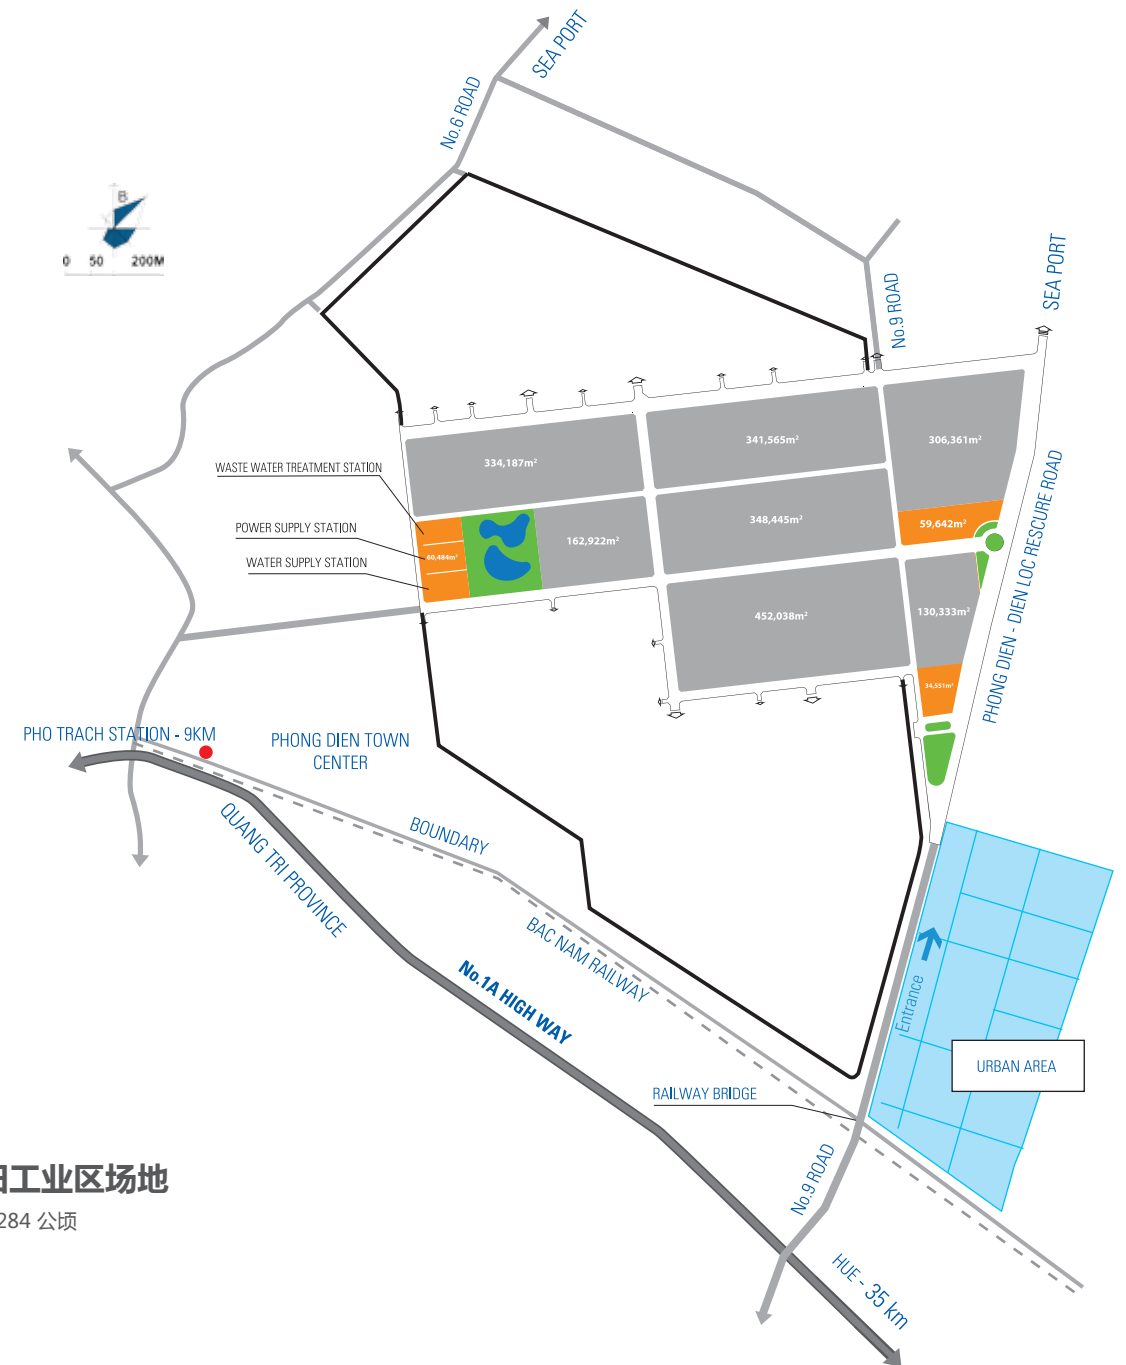 SEA PORT
No.6 ROAD
B
0 50 200M
SEA PORT
No.9 ROAD
341,565m²
306,361m²
334,187m²
WASTE WATER TREATMENT STATION
348,445m²
59,642m²
POWER SUPPLY STATION
162,922m²
60,484m²
WATER SUPPLY STATION
452,038m²
130,333m²
34,551m²
PHONG DIEN - DIEN LOC RESCURE ROAD
PHO TRACH STATION - 9KM
PHONG DIEN TOWN
CENTER
BOUNDARY
QUANG TRI PROVINCE
BAC NAM RAILWAY
No.1A HIGH WAY
Entrance
URBAN AREA
RAILWAY BRIDGE
No.9 ROAD
HUE - 35 km
工业区场地
284 公顷